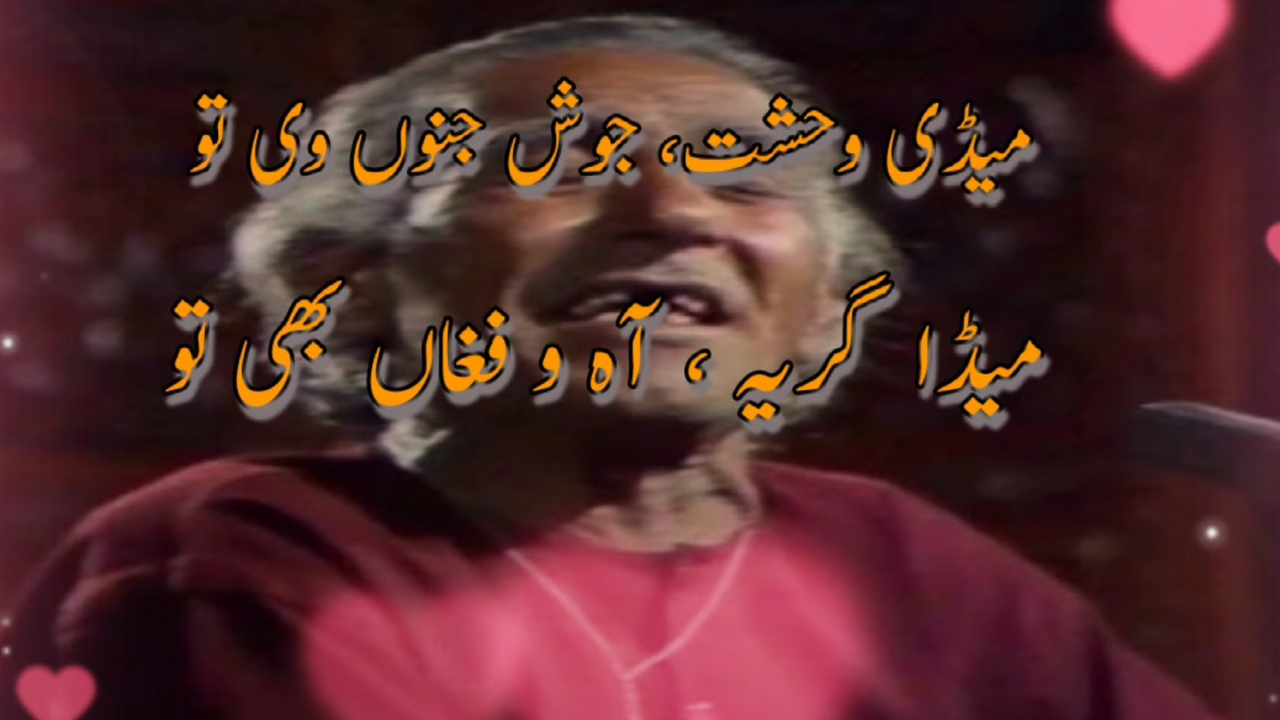 میڈی وحشت، جوش جنوں وی تو
میڈا گریہ ، آہ و فغاں بھی تو